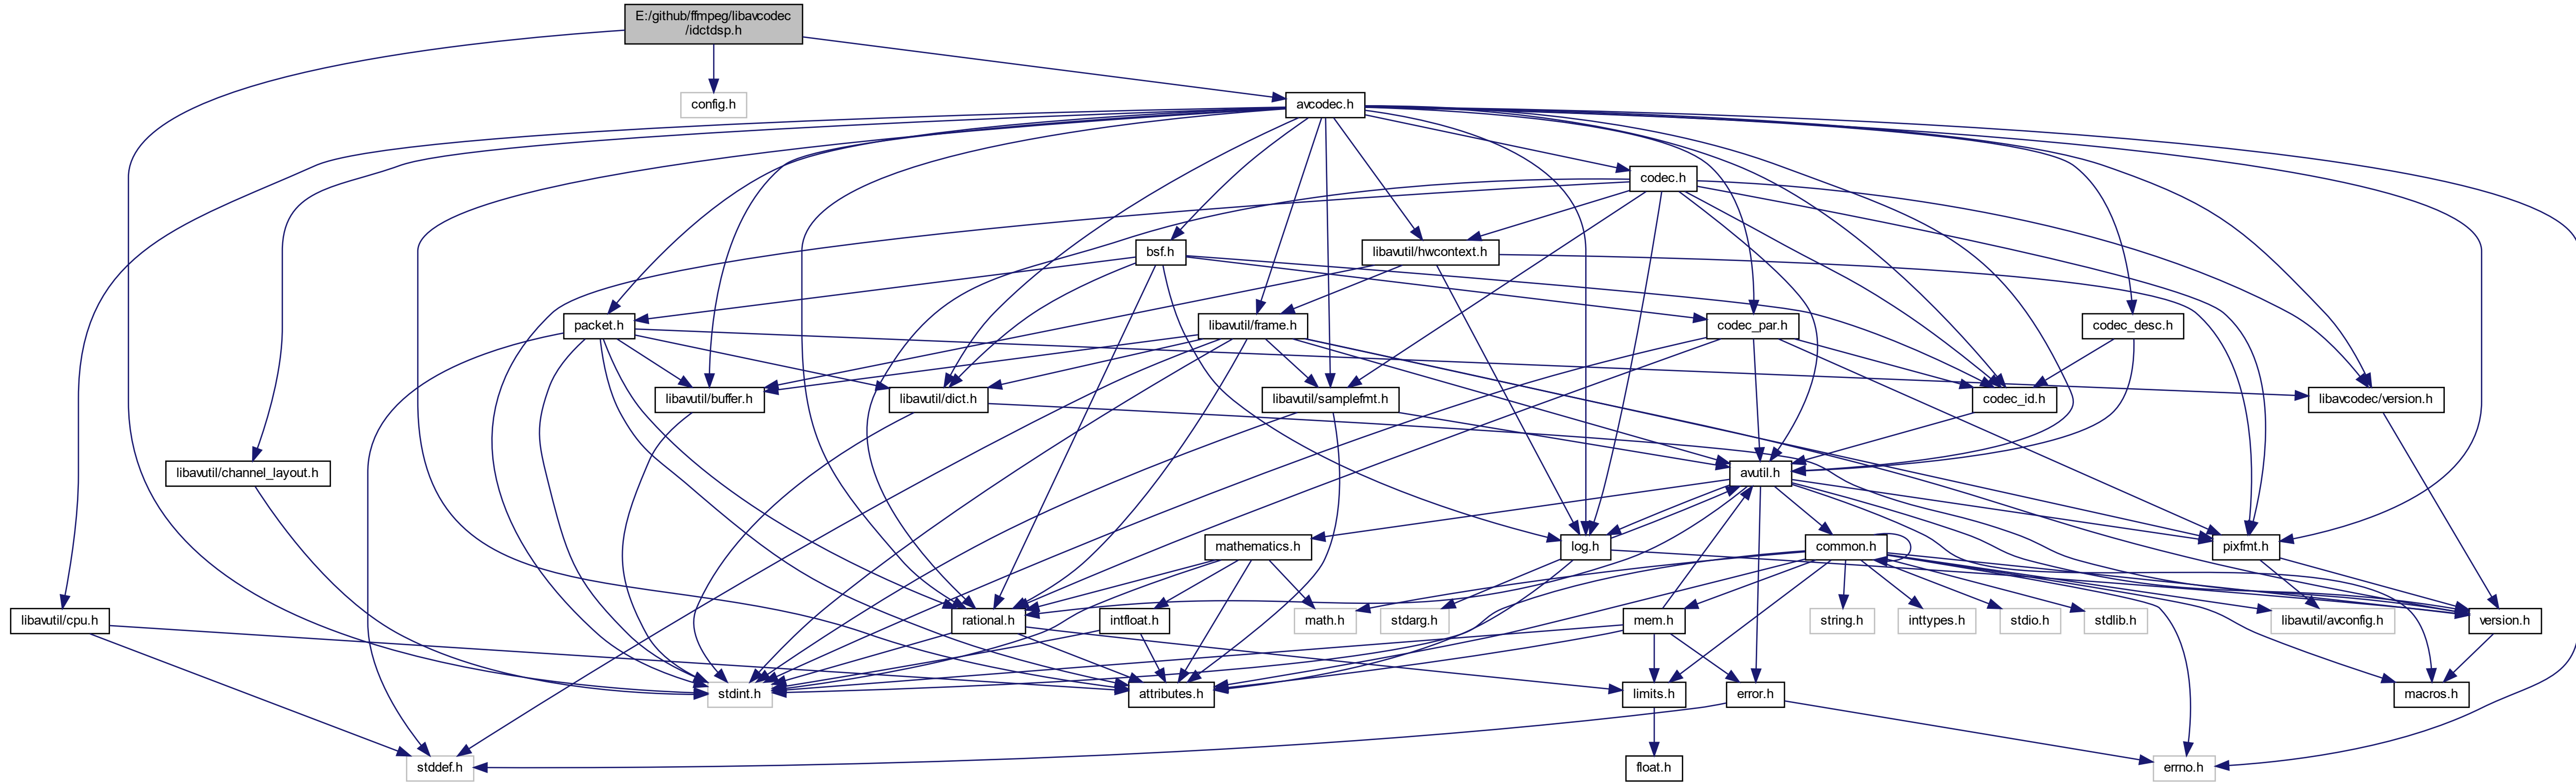 E:/github/ffmpeg/libavcodec
/idctdsp.h
config.h
avcodec.h
codec.h
bsf.h
libavutil/hwcontext.h
packet.h
libavutil/frame.h
codec_par.h
codec_desc.h
libavutil/buffer.h
libavutil/dict.h
libavutil/samplefmt.h
codec_id.h
libavcodec/version.h
libavutil/channel_layout.h
avutil.h
mathematics.h
log.h
common.h
pixfmt.h
libavutil/cpu.h
rational.h
intfloat.h
math.h
stdarg.h
mem.h
string.h
inttypes.h
stdio.h
stdlib.h
libavutil/avconfig.h
version.h
stdint.h
attributes.h
limits.h
error.h
macros.h
stddef.h
float.h
errno.h